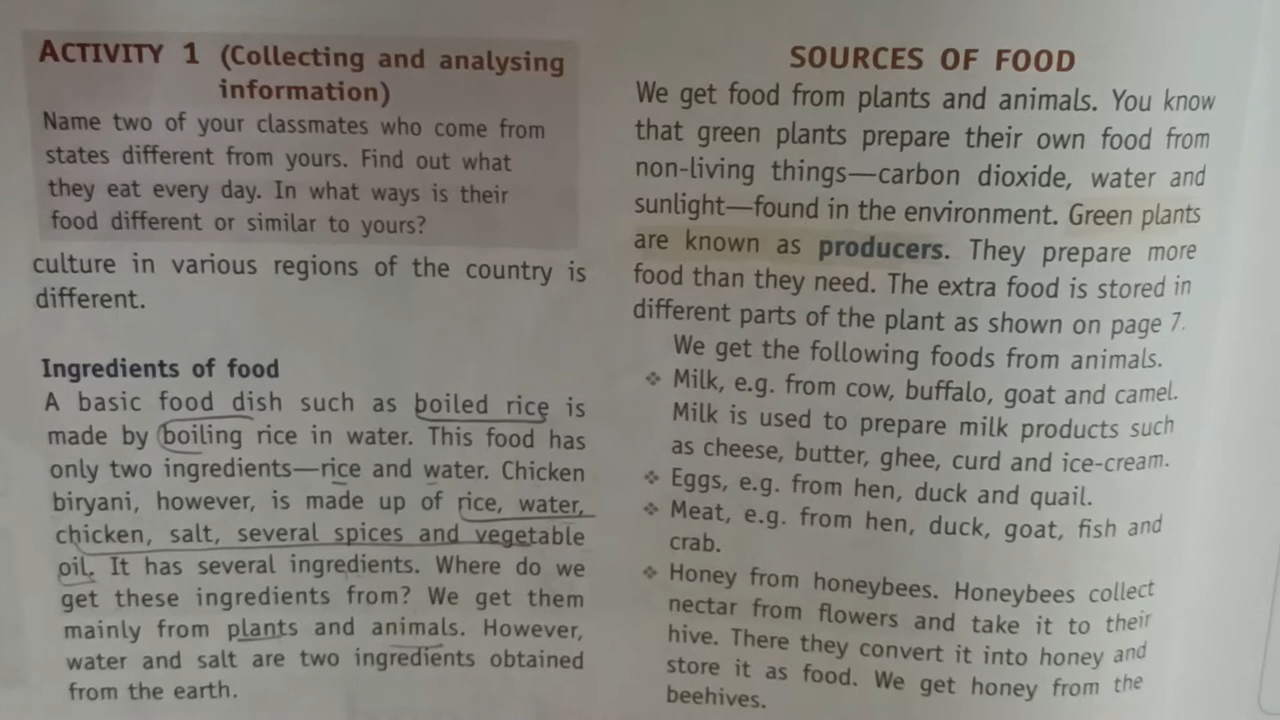 ACTIVITY 1 (Collecting and analysing
information)
Name two of your classmates who come from
states different from yours. Find out what
they eat every day. In what ways is their
food different or similar to yours?
culture in various regions of the country is
different.
Ingredients of food
A basic food dish such as boiled rice is
made by boiling rice in water. This food has
only two ingredients—rice and water. Chicken
biryani, however, is made up of rice, water,
chicken, salt, several spices and vegetable
oil. It has several ingredients. Where do we
get these ingredients from? We get them
mainly from plants and animals. However,
water and salt are two ingredients obtained
from the earth.
SOURCES OF FOOD
We get food from plants and animals. You know
that green plants prepare their own food from
non-living things—carbon dioxide, water and
sunlight—found in the environment. Green plants
are known as producers. They prepare more
food than they need. The extra food is stored in
different parts of the plant as shown on page 7.
We get the following foods from animals.
❖ Milk, e.g. from cow, buffalo, goat and camel.
Milk is used to prepare milk products such
as cheese, butter, ghee, curd and ice-cream.
❖ Eggs, e.g. from hen, duck and quail.
❖ Meat, e.g. from hen, duck, goat, fish and
crab.
❖ Honey from honeybees. Honeybees collect
nectar from flowers and take it to their
hive. There they convert it into honey and
store it as food. We get honey from the
beehives.